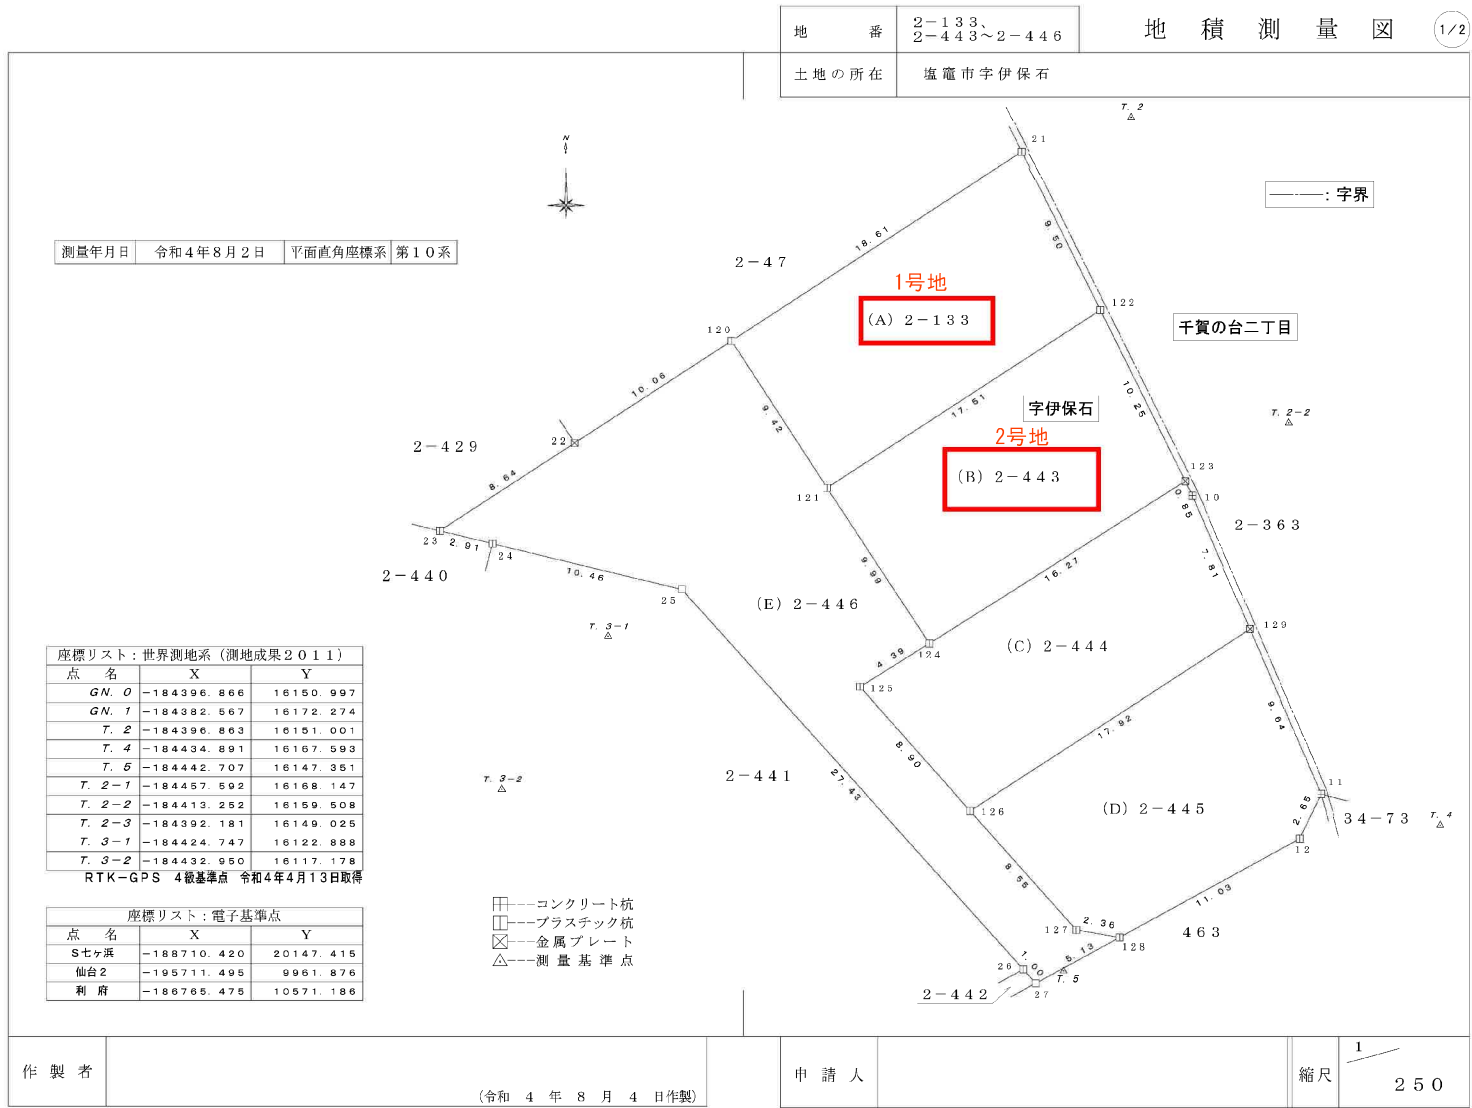 地番 2－133、
2－443～2－446
地積測量図
1/2
土地の所在 塩竈市字伊保石
T. 2
21
N
――-――：字界
9. 50
18. 61
測量年月日 令和4年8月2日 平面直角座標系 第10系
2－47
1号地
(A) 2－133
122
120
千賀の台二丁目
10. 06
9. 42
17. 51
字伊保石
10. 25
T. 2-2
2号地
2－429
22
(B) 2－443
123
8. 64
121
0. 85
10
2－363
23
2. 91
24
7. 81
2－440
10. 46
9. 99
16. 27
25
(E) 2－446
T. 3-1
129
座標リスト：世界測地系（測地成果2011）
点名 X Y
GN. 0 -184396. 866 16150. 997
GN. 1 -184382. 567 16172. 274
T. 2 -184396. 863 16151. 001
T. 4 -184434. 891 16167. 593
T. 5 -184442. 707 16147. 351
T. 2-1 -184457. 592 16168. 147
T. 2-2 -184413. 252 16159. 508
T. 2-3 -184392. 181 16149. 025
T. 3-1 -184424. 747 16122. 888
T. 3-2 -184432. 950 16117. 178
RTK-GPS 4級基準点 令和4年4月13日取得
124
(C) 2－444
4. 39
125
9. 64
17. 92
8. 90
T. 3-2
2－441
27. 43
11
126
(D) 2－445
2. 65
34－73
T. 4
12
8. 56
11. 03
座標リスト：電子基準点
点名 X Y
S七ヶ浜 -188710. 420 20147. 415
仙台2 -195711. 495 9961. 876
利府 -186765. 475 10571. 186
---コンクリート杭
---プラスチック杭
---金属プレート
---測量基準点
127
2. 36
128
463
26
1. 00
5. 13
T. 5
27
2－442
作製者
(令和 4 年 8 月 4 日作製)
申請人
縮尺
1
250